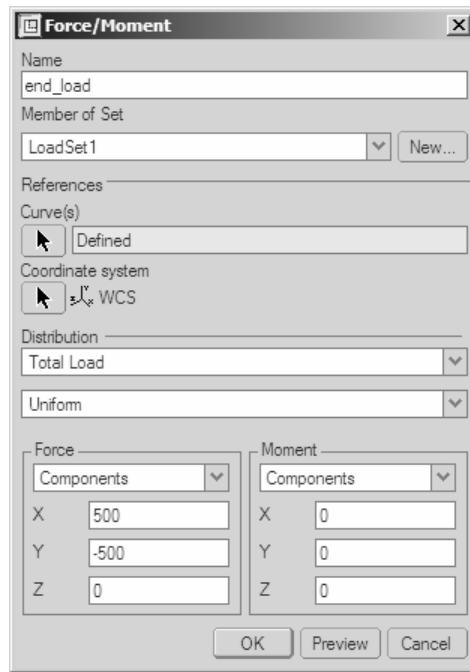 Force/Moment
Name
end_load
Member of Set
LoadSet1 New...
References
Curve(s)
Defined
Coordinate system
WCS
Distribution
Total Load
Uniform
Force
Components
X 500
Y -500
Z 0
Moment
Components
X 0
Y 0
Z 0
OK Preview Cancel